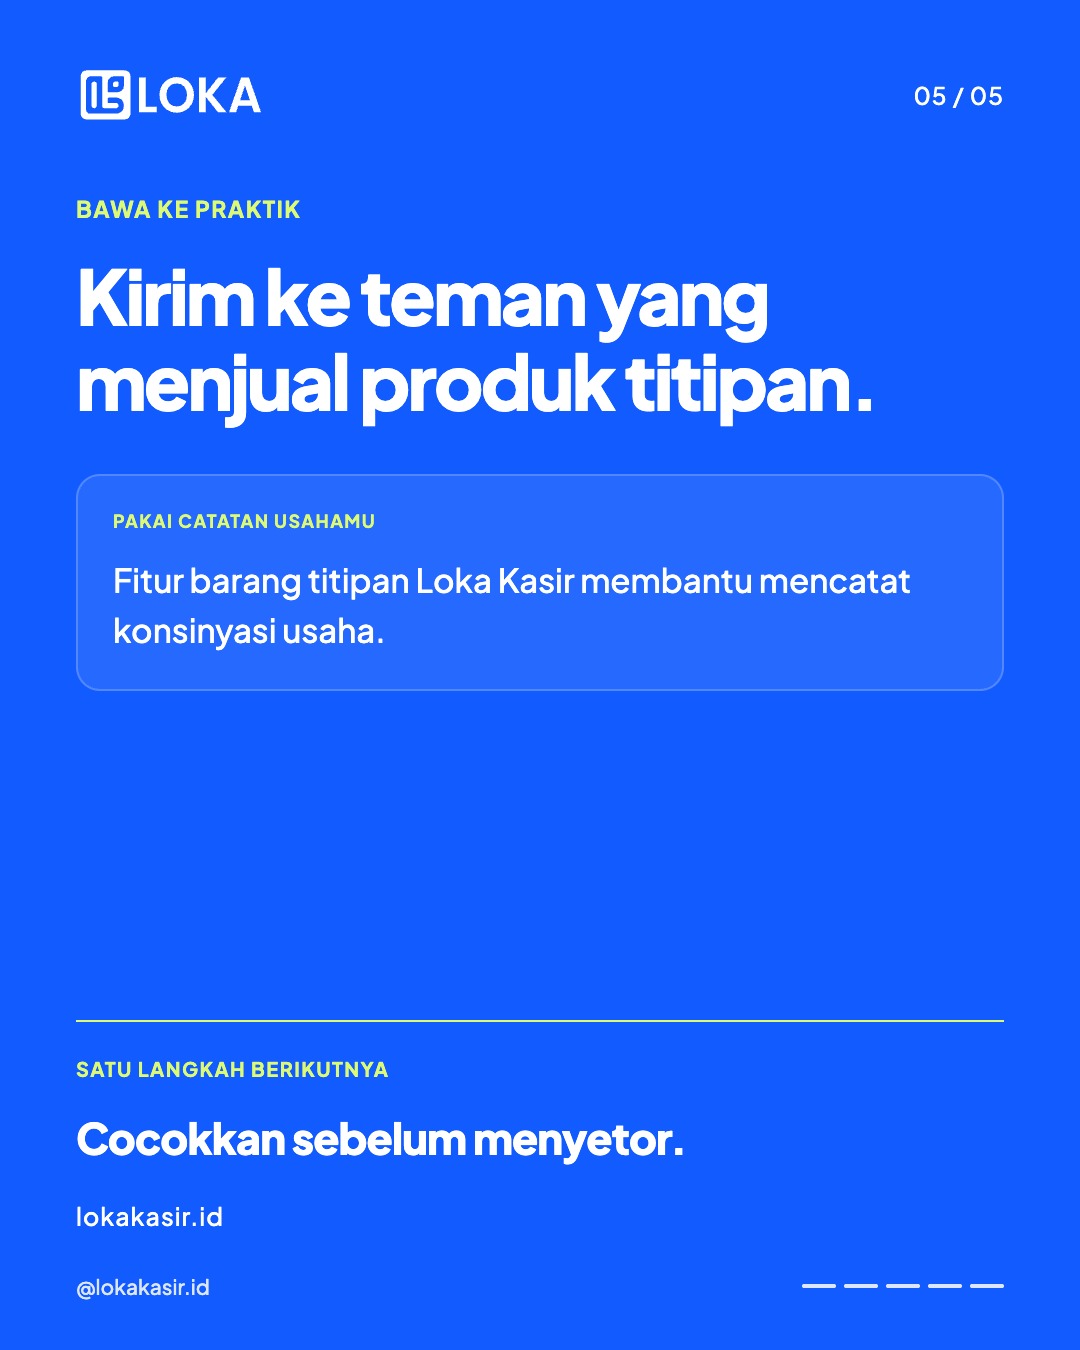 LOKA
05 / 05
BAWA KE PRAKTIK
Kirim ke teman yang
menjual produk titipan.
PAKAI CATATAN USAHAMU
Fitur barang titipan Loka Kasir membantu mencatat
konsinyasi usaha.
SATU LANGKAH BERIKUTNYA
Cocokkan sebelum menyetor.
lokakasir.id
@lokakasir.id